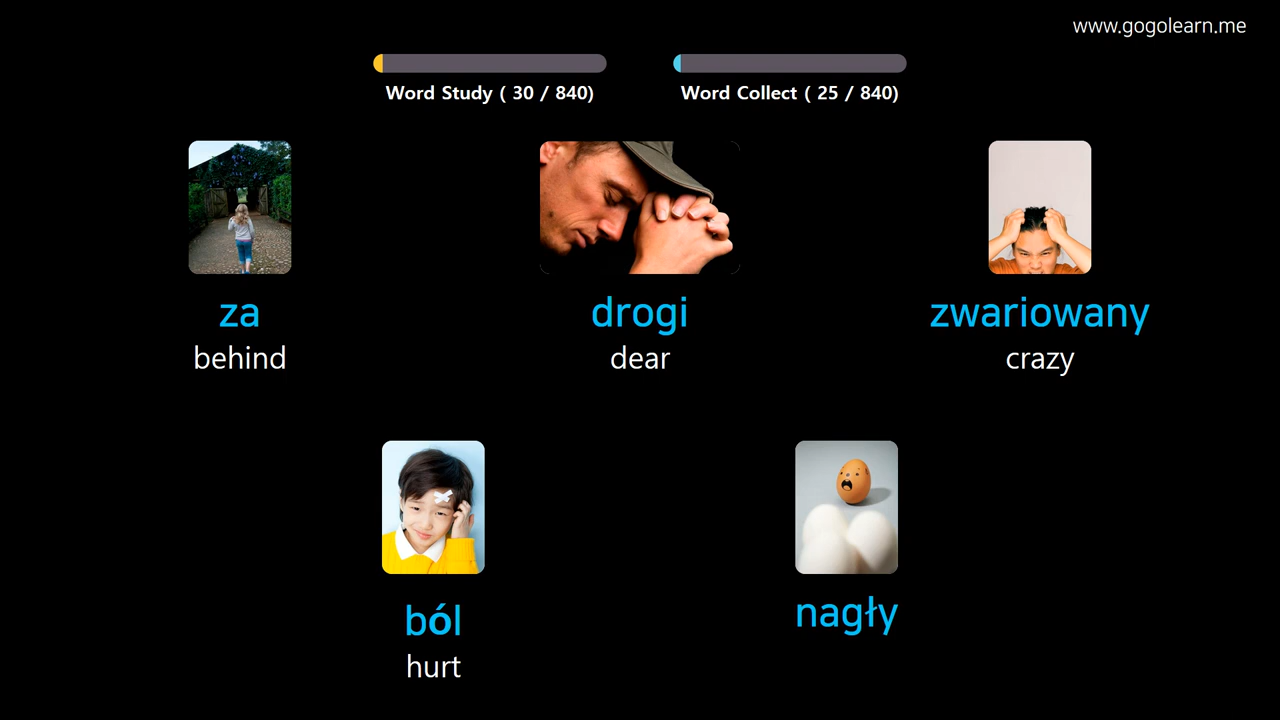 www.gogolearn.me
Word Study ( 30 / 840)
Word Collect ( 25 / 840)
za
behind
drogi
dear
zwariowany
crazy
ból
hurt
nagły